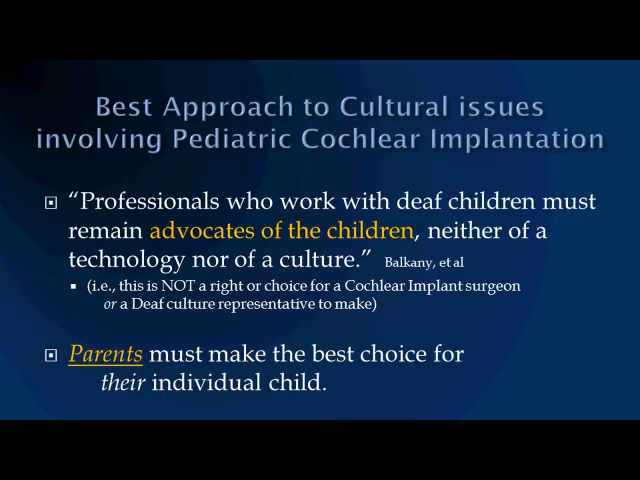 Best Approach to Cultural issues
involving Pediatric Cochlear Implantation
“Professionals who work with deaf children must
remain advocates of the children, neither of a
technology nor of a culture.” Balkany, et al
(i.e., this is NOT a right or choice for a Cochlear Implant surgeon
or a Deaf culture representative to make)
Parents must make the best choice for
their individual child.